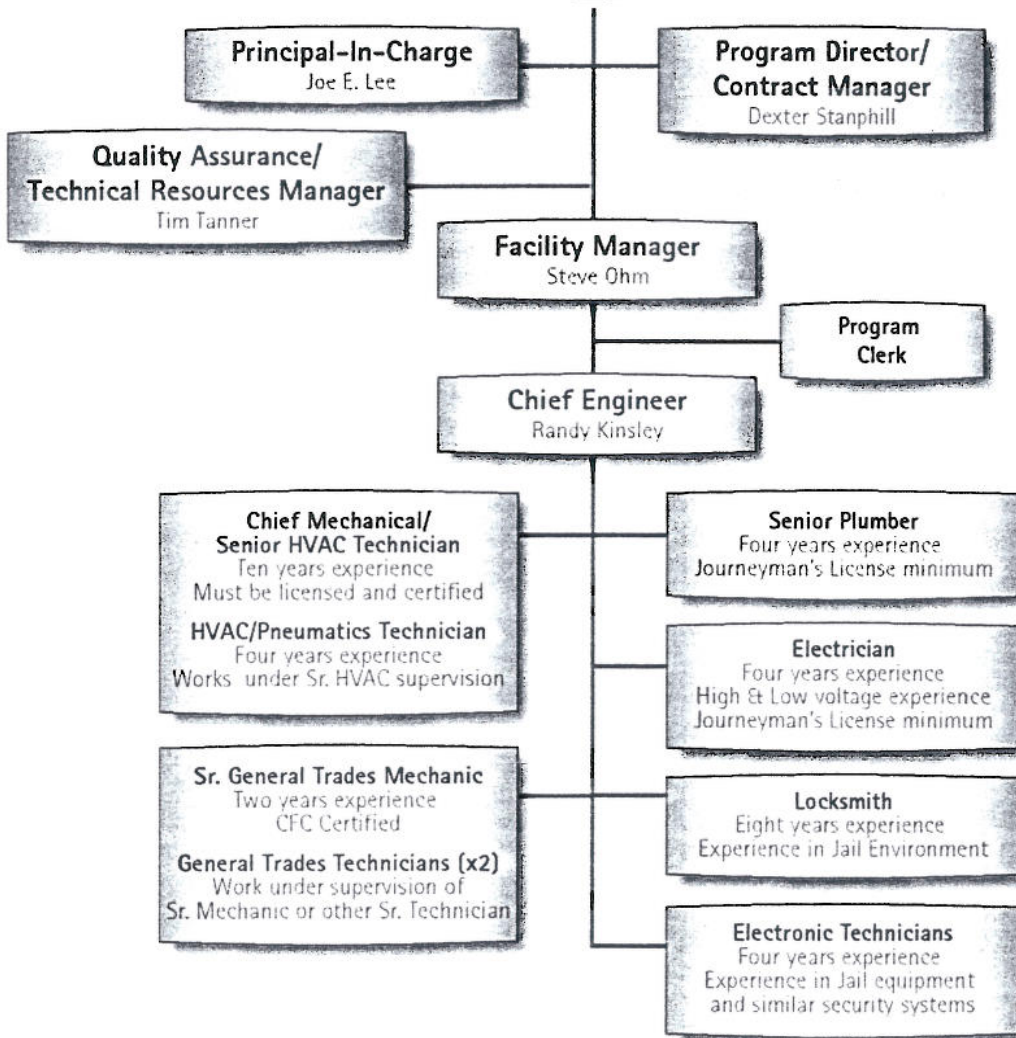 Principal-In-Charge
Joe E. Lee
Program Director/
Contract Manager
Dexter Stanphill
Quality Assurance/
Technical Resources Manager
Tim Tanner
Facility Manager
Steve Ohm
Program
Clerk
Chief Engineer
Randy Kinsley
Chief Mechanical/
Senior HVAC Technician
Ten years experience
Must be licensed and certified
HVAC/Pneumatics Technician
Four years experience
Works under Sr. HVAC supervision
Senior Plumber
Four years experience
Journeyman's License minimum
Electrician
Four years experience
High & Low voltage experience
Journeyman's License minimum
Sr. General Trades Mechanic
Two years experience
CFC Certified
General Trades Technicians (x2)
Work under supervision of
Sr. Mechanic or other Sr. Technician
Locksmith
Eight years experience
Experience in Jail Environment
Electronic Technicians
Four years experience
Experience in Jail equipment
and similar security systems